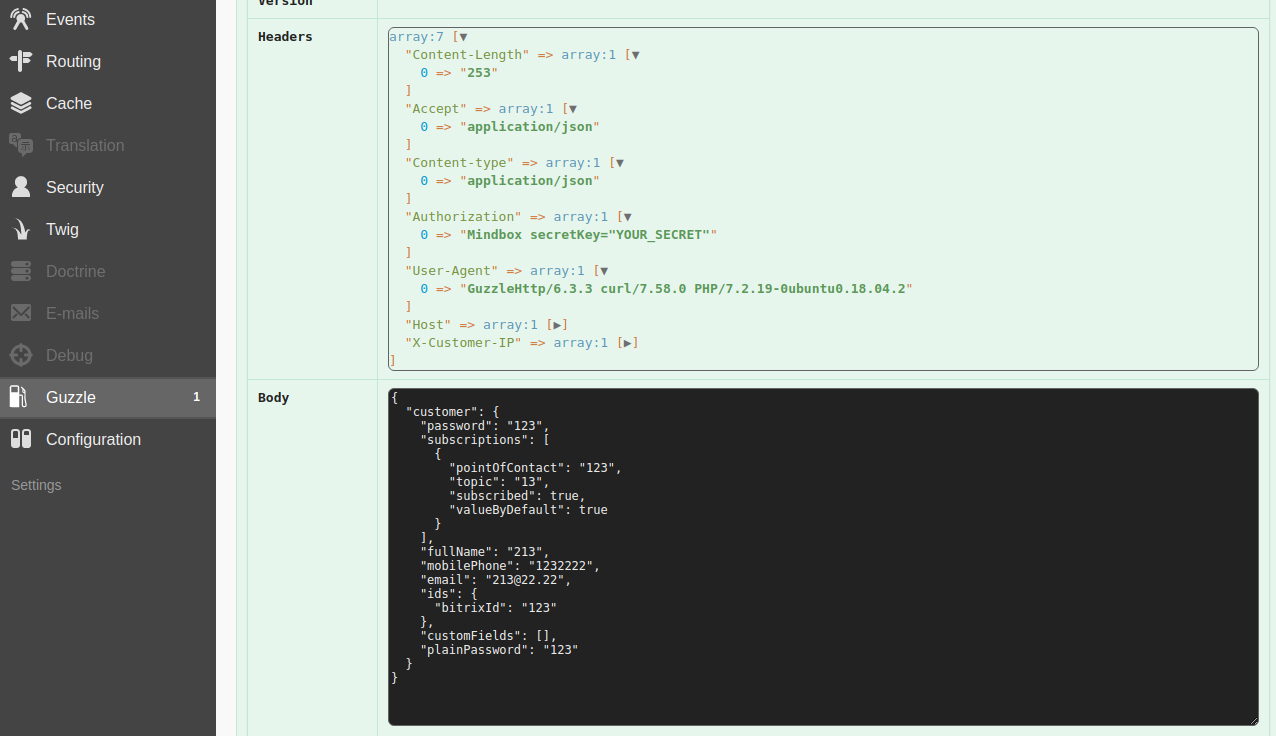 Events
Routing
Cache
Translation
Security
Twig
Doctrine
E-mails
Debug
Guzzle 1
Configuration
Settings
Version
Headers
array:7 [▼
  "Content-Length" => array:1 [▼
    0 => "253"
  ]
  "Accept" => array:1 [▼
    0 => "application/json"
  ]
  "Content-type" => array:1 [▼
    0 => "application/json"
  ]
  "Authorization" => array:1 [▼
    0 => "Mindbox secretKey="YOUR_SECRET""
  ]
  "User-Agent" => array:1 [▼
    0 => "GuzzleHttp/6.3.3 curl/7.58.0 PHP/7.2.19-0ubuntu0.18.04.2"
  ]
  "Host" => array:1 [▶]
  "X-Customer-IP" => array:1 [▶]
]
Body
{
  "customer": {
    "password": "123",
    "subscriptions": [
      {
        "pointOfContact": "123",
        "topic": "13",
        "subscribed": true,
        "valueByDefault": true
      }
    ],
    "fullName": "213",
    "mobilePhone": "1232222",
    "email": "213@22.22",
    "ids": {
      "bitrixId": "123"
    },
    "customFields": [],
    "plainPassword": "123"
  }
}